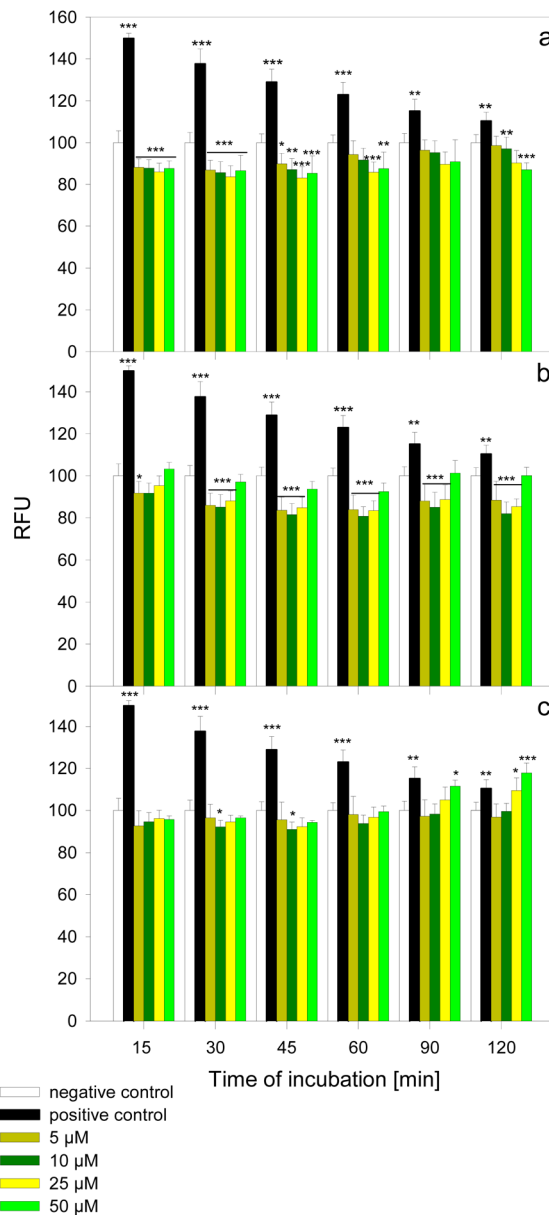 160
a
140
120
100
80
60
40
20
0
*** *** *** *** ** **
*** *** * ** *** *** *** ** ** ***
b
140
120
100
80
60
40
20
0
*** *** *** *** ** **
* *** *** *** *** ***
RFU
c
140
120
100
80
60
40
20
0
*** *** *** *** ** * ** * ***
* *
15 30 45 60 90 120
Time of incubation [min]
negative control
positive control
5 µM
10 µM
25 µM
50 µM